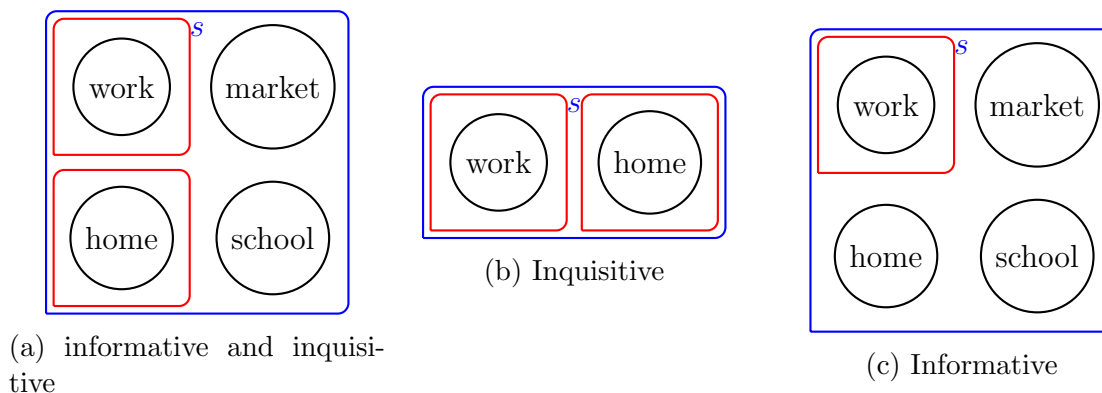 s
work market
home school
(a) informative and inquisi-
tive
s
work home
(b) Inquisitive
s
work market
home school
(c) Informative